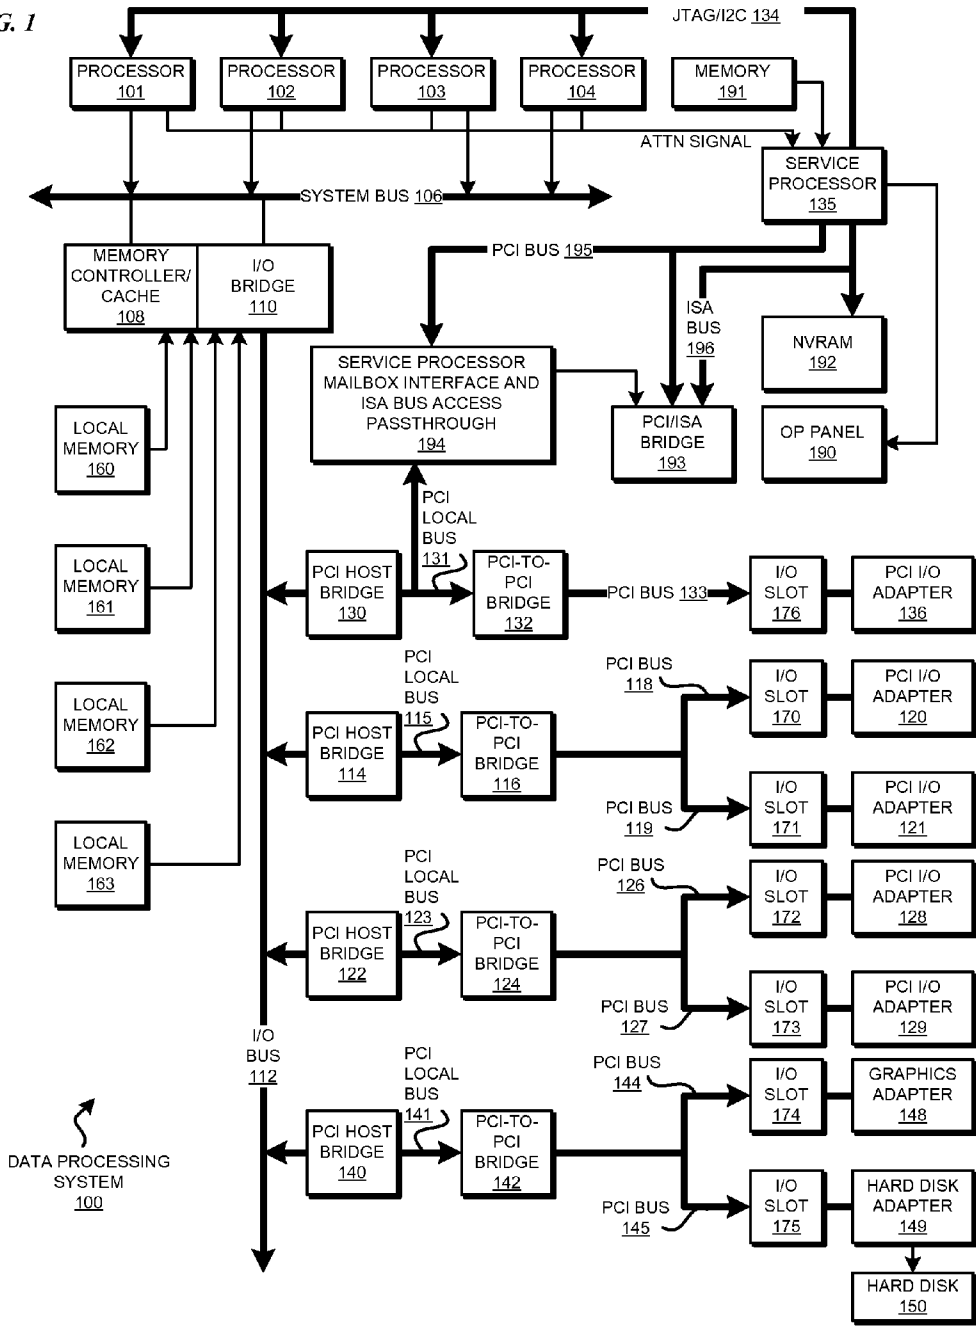 G. 1
JTAG/I2C 134
PROCESSOR
101
PROCESSOR
102
PROCESSOR
103
PROCESSOR
104
MEMORY
191
ATTN SIGNAL
SERVICE
PROCESSOR
135
SYSTEM BUS 106
MEMORY
CONTROLLER/
CACHE
108
I/O
BRIDGE
110
PCI BUS 195
ISA
BUS
196
NVRAM
192
SERVICE PROCESSOR
MAILBOX INTERFACE AND
ISA BUS ACCESS
PASSTHROUGH
194
PCI/ISA
BRIDGE
193
OP PANEL
190
LOCAL
MEMORY
160
LOCAL
MEMORY
161
LOCAL
MEMORY
162
LOCAL
MEMORY
163
PCI
LOCAL
BUS
131
PCI HOST
BRIDGE
130
PCI-TO-
PCI
BRIDGE
132
PCI BUS 133
I/O
SLOT
176
PCI I/O
ADAPTER
136
PCI
LOCAL
BUS
115
PCI HOST
BRIDGE
114
PCI-TO-
PCI
BRIDGE
116
PCI BUS
118
I/O
SLOT
170
PCI I/O
ADAPTER
120
PCI BUS
119
I/O
SLOT
171
PCI I/O
ADAPTER
121
PCI
LOCAL
BUS
123
PCI HOST
BRIDGE
122
PCI-TO-
PCI
BRIDGE
124
PCI BUS
126
I/O
SLOT
172
PCI I/O
ADAPTER
128
PCI BUS
127
I/O
SLOT
173
PCI I/O
ADAPTER
129
I/O
BUS
112
PCI
LOCAL
BUS
141
PCI HOST
BRIDGE
140
PCI-TO-
PCI
BRIDGE
142
PCI BUS
144
I/O
SLOT
174
GRAPHICS
ADAPTER
148
PCI BUS
145
I/O
SLOT
175
HARD DISK
ADAPTER
149
HARD DISK
150
DATA PROCESSING
SYSTEM
100